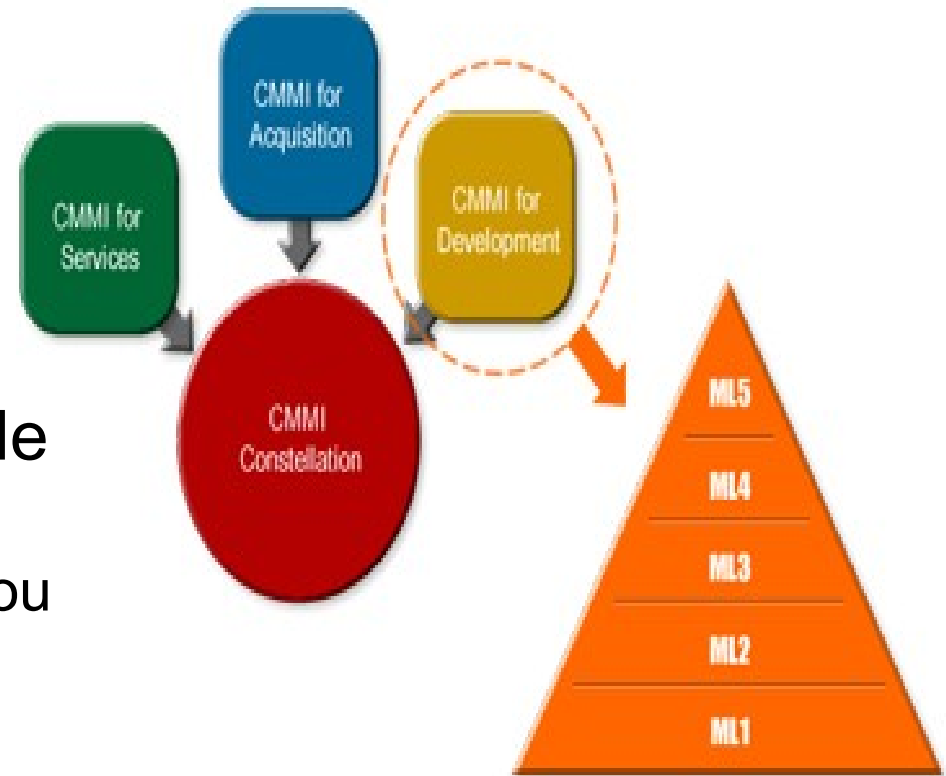 CMMI for
Acquisition
CMMI for
Services
CMMI for
Development
CMMI
Constellation
le
ou
ML5
ML4
ML3
ML2
ML1